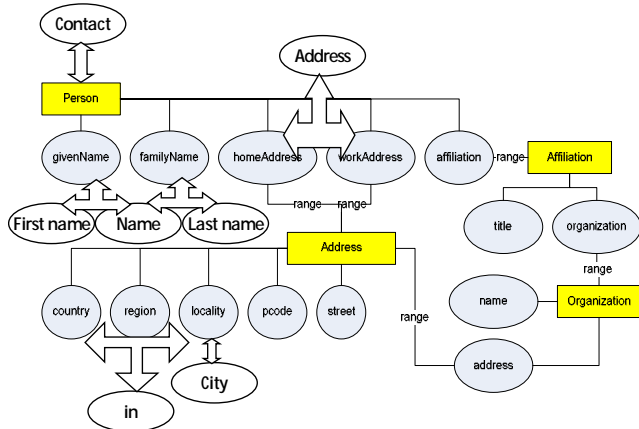 Contact
Address
Person
givenName
familyName
homeAddress
workAddress
affiliation
range
Affiliation
First name
Name
Last name
range
range
title
organization
Address
range
country
region
locality
pcode
street
range
name
Organization
address
City
in